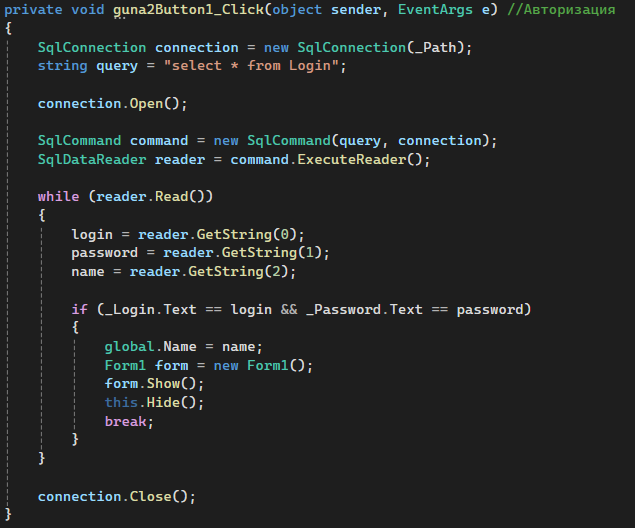 private void guna2Button1_Click(object sender, EventArgs e) //Авторизация
{
SqlConnection connection = new SqlConnection(_Path);
string query = "select * from Login";
connection.Open();
SqlCommand command = new SqlCommand(query, connection);
SqlDataReader reader = command.ExecuteReader();
while (reader.Read())
{
login = reader.GetString(0);
password = reader.GetString(1);
name = reader.GetString(2);
if (_Login.Text == login && _Password.Text == password)
{
global.Name = name;
Form1 form = new Form1();
form.Show();
this.Hide();
break;
}
}
connection.Close();
}